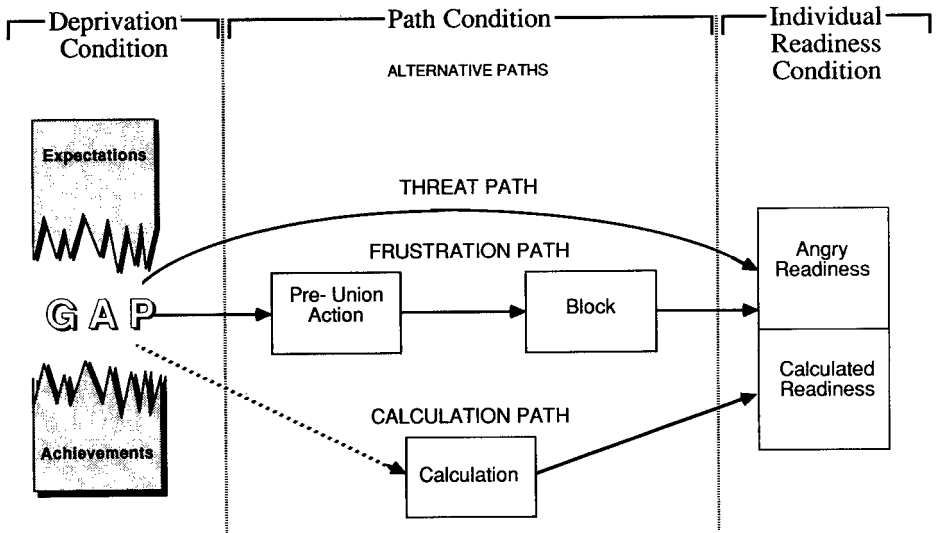 Deprivation
Condition
Path Condition
Individual
Readiness
Condition
ALTERNATIVE PATHS
Expectations
THREAT PATH
FRUSTRATION PATH
Angry
Readiness
GAP
Pre- Union
Action
Block
Calculated
Readiness
CALCULATION PATH
Achievements
Calculation